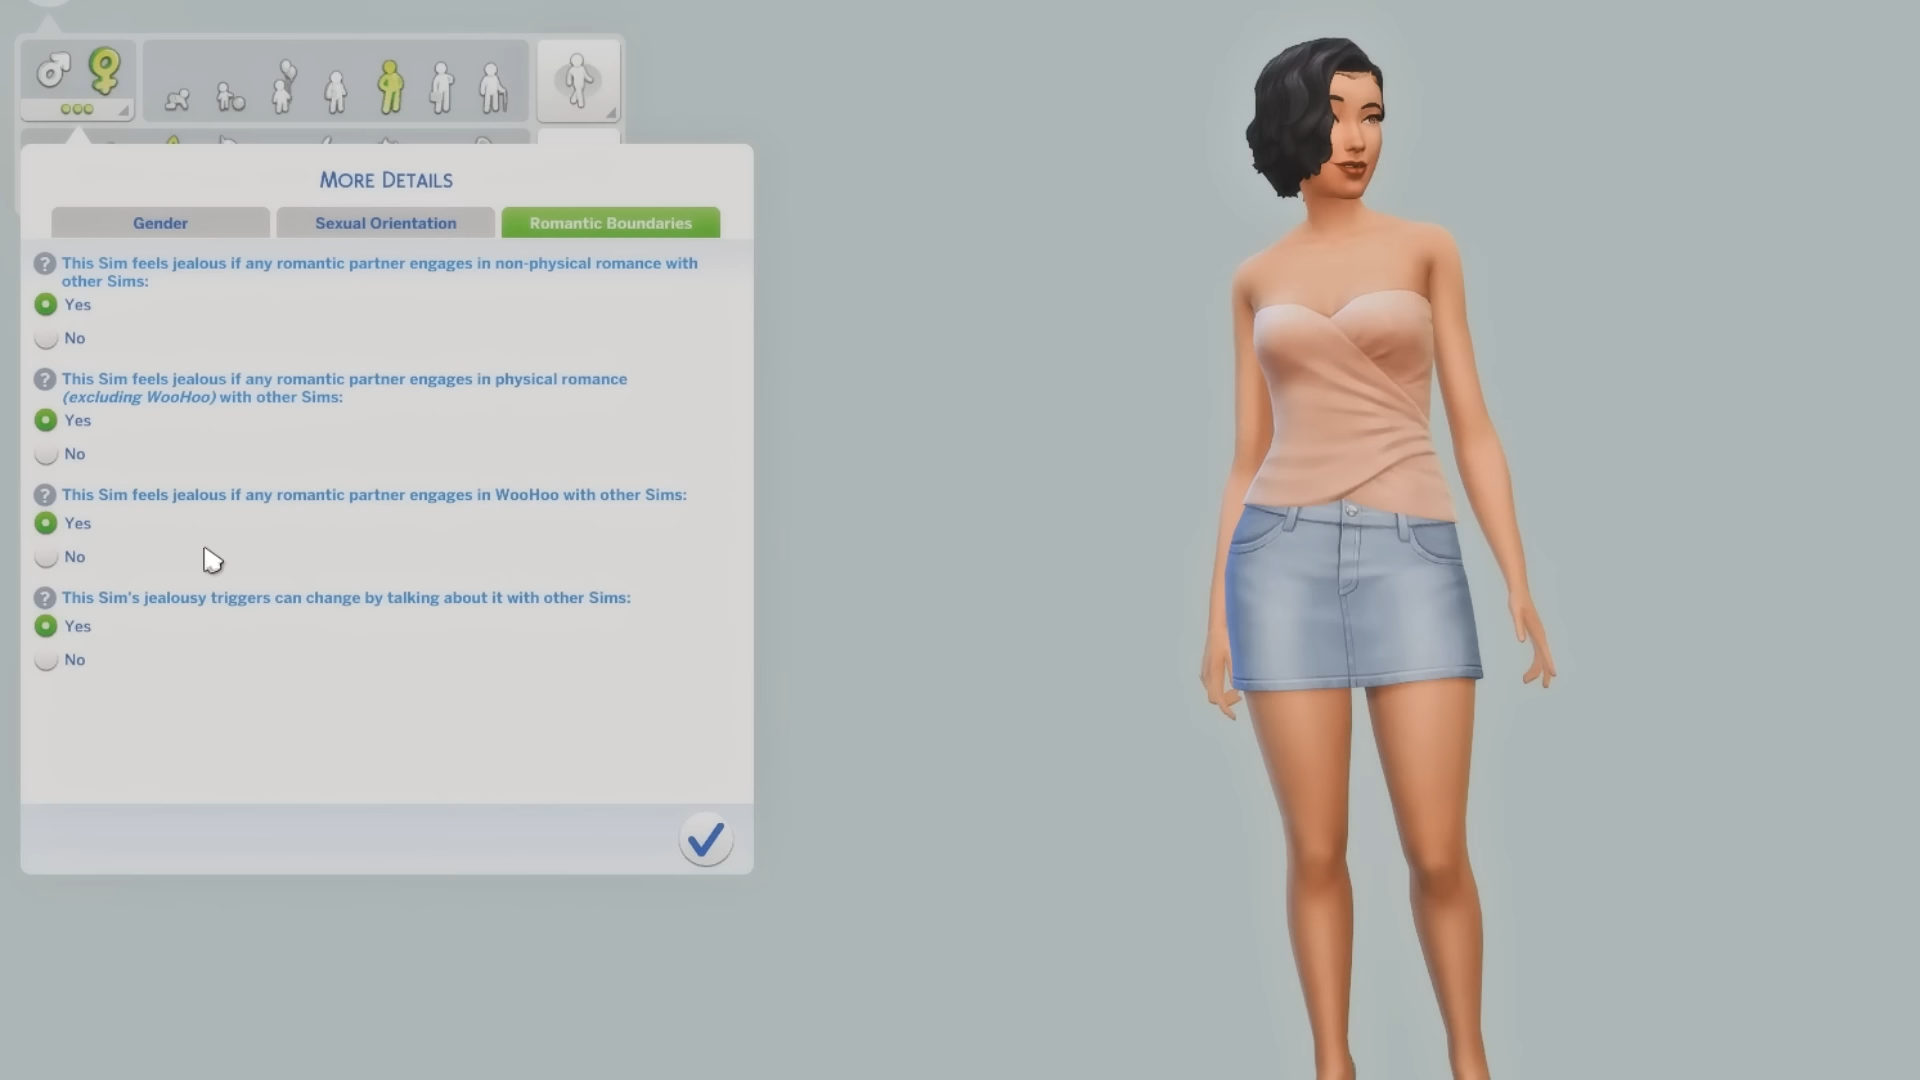 More Details
Gender
Sexual Orientation
Romantic Boundaries
? This Sim feels jealous if any romantic partner engages in non-physical romance with
other Sims:
Yes
No
? This Sim feels jealous if any romantic partner engages in physical romance
(excluding WooHoo) with other Sims:
Yes
No
? This Sim feels jealous if any romantic partner engages in WooHoo with other Sims:
Yes
No
? This Sim's jealousy triggers can change by talking about it with other Sims:
Yes
No